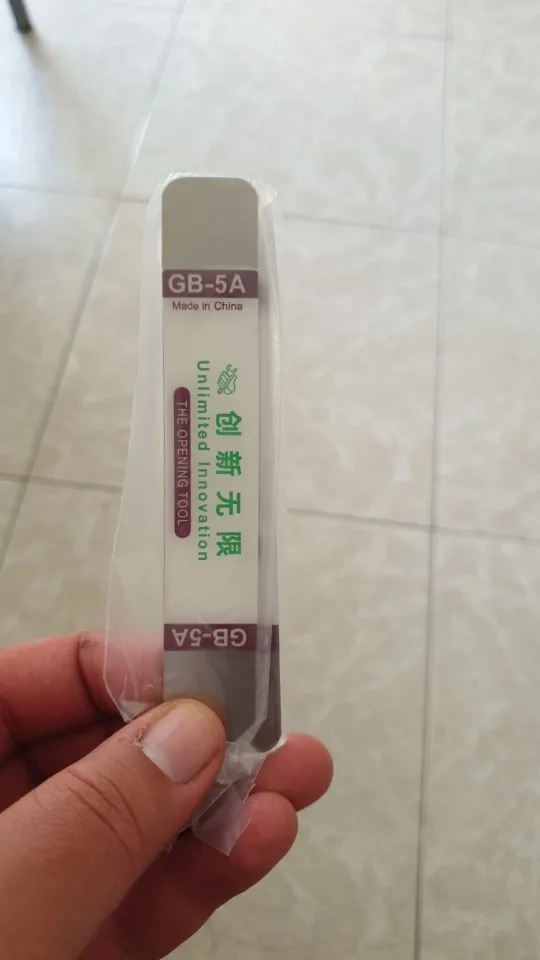 GB-5A
Made in China
创新无限
Unlimited Innovation
THE OPENING TOOL
GB-5A